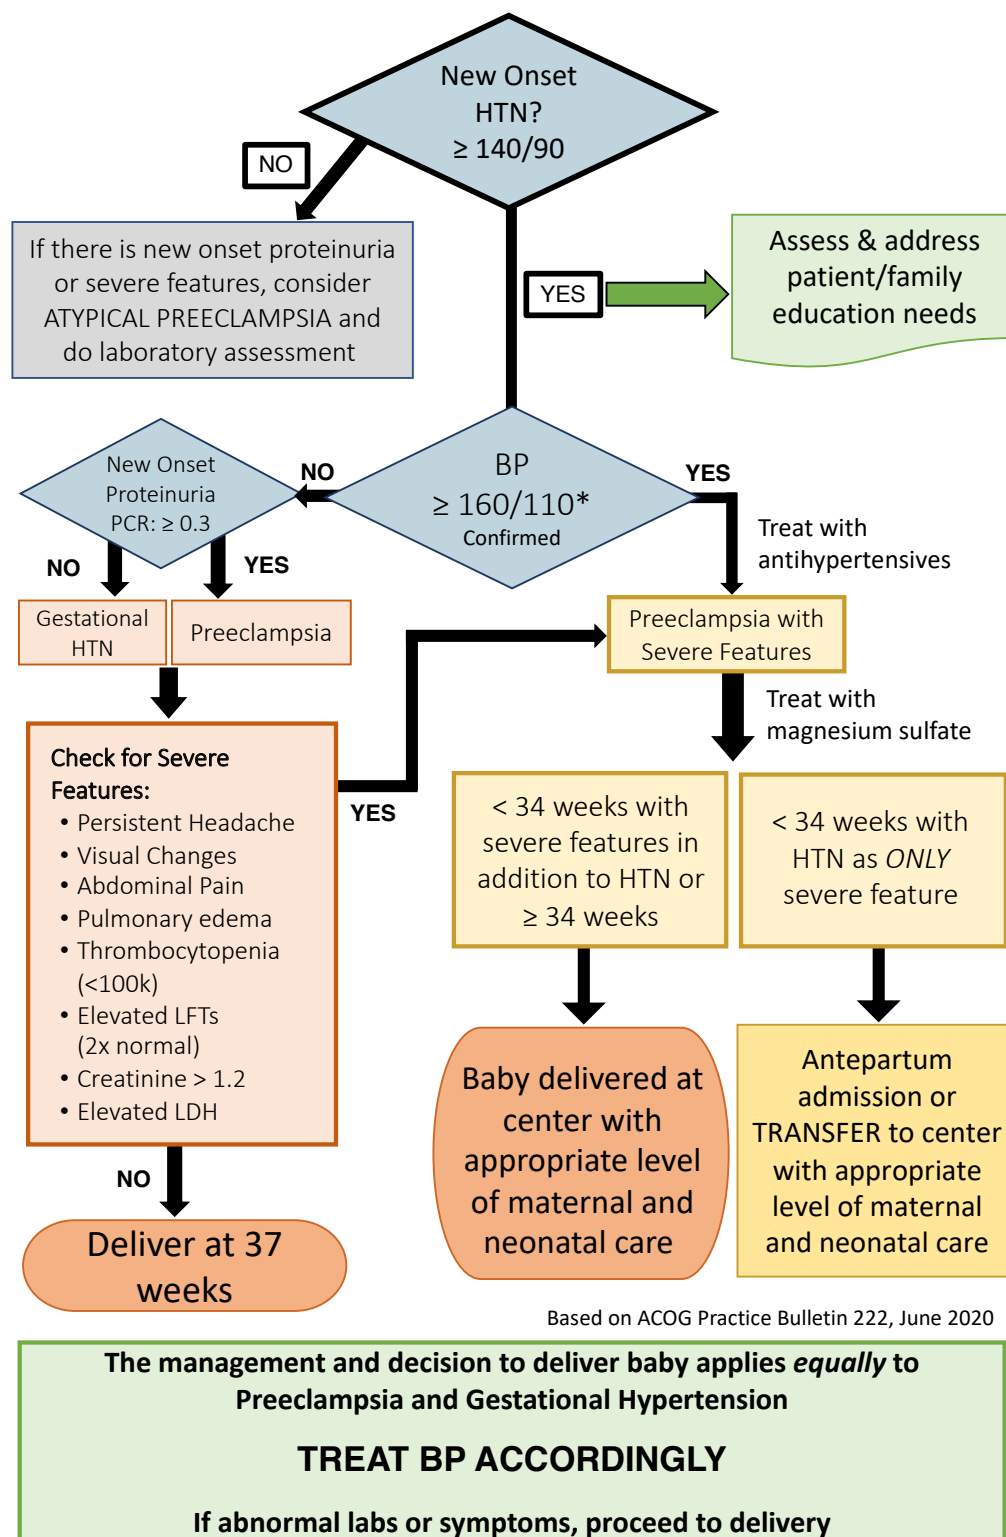 New Onset
HTN?
≥ 140/90
NO
If there is new onset proteinuria
or severe features, consider
ATYPICAL PREECLAMPSIA and
do laboratory assessment
YES
Assess & address
patient/family
education needs
BP
≥ 160/110*
Confirmed
NO
YES
New Onset
Proteinuria
PCR: ≥ 0.3
NO
YES
Gestational
HTN
Preeclampsia
Treat with
antihypertensives
Preeclampsia with
Severe Features
Treat with
magnesium sulfate
Check for Severe
Features:
• Persistent Headache
• Visual Changes
• Abdominal Pain
• Pulmonary edema
• Thrombocytopenia
(<100k)
• Elevated LFTs
(2x normal)
• Creatinine > 1.2
• Elevated LDH
YES
NO
Deliver at 37
weeks
< 34 weeks with
severe features in
addition to HTN or
≥ 34 weeks
< 34 weeks with
HTN as ONLY
severe feature
Baby delivered at
center with
appropriate level
of maternal and
neonatal care
Antepartum
admission or
TRANSFER to center
with appropriate
level of maternal
and neonatal care
Based on ACOG Practice Bulletin 222, June 2020
The management and decision to deliver baby applies equally to
Preeclampsia and Gestational Hypertension
TREAT BP ACCORDINGLY
If abnormal labs or symptoms, proceed to delivery